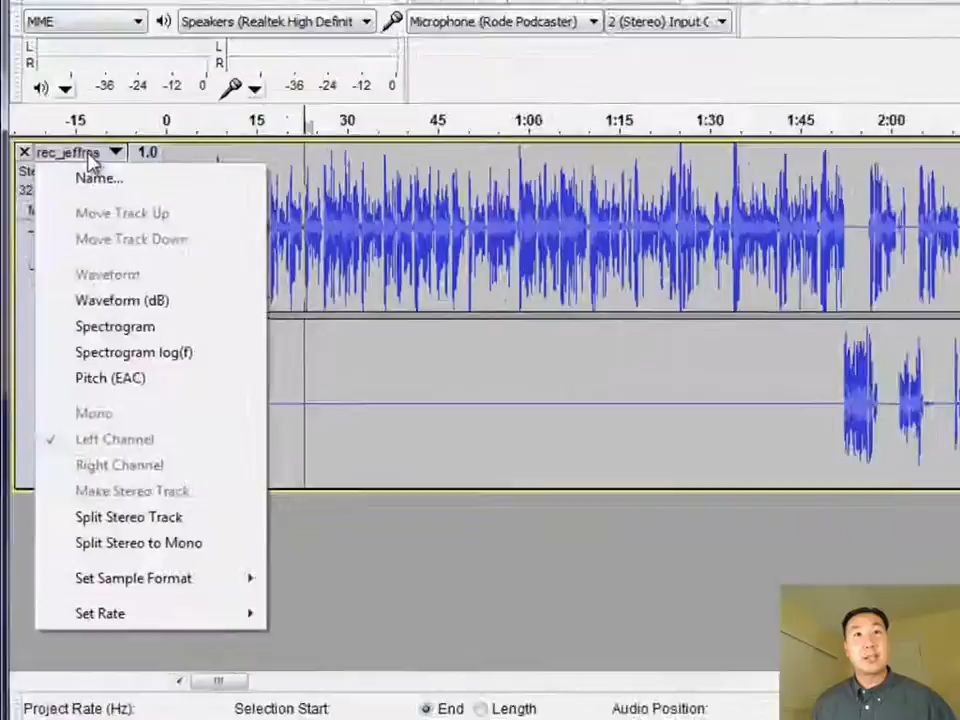 MME Speakers (Realtek High Definit Microphone (Rode Podcaster) 2 (Stereo) Input C
L L
R R
-36 -24 -12 0 -36 -24 -12 0
-15 0 15 30 45 1:00 1:15 1:30 1:45 2:00
rec_jeffms 1.0
Ste
32
Name...
Move Track Up
Move Track Down
Waveform
Waveform (dB)
Spectrogram
Spectrogram log(f)
Pitch (EAC)
Mono
Left Channel
Right Channel
Make Stereo Track
Split Stereo Track
Split Stereo to Mono
Set Sample Format
Set Rate
Project Rate (Hz): Selection Start: End Length Audio Position: